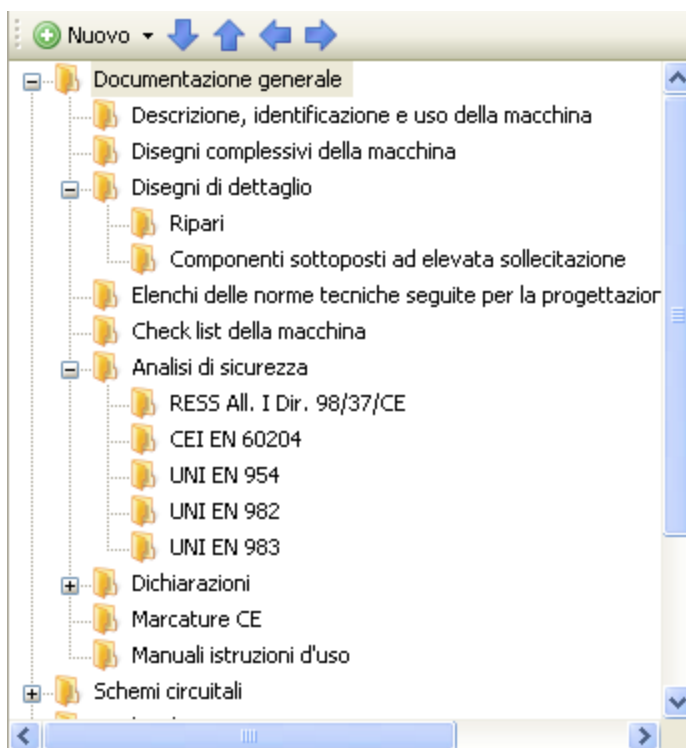 Nuovo
Documentazione generale
Descrizione, identificazione e uso della macchina
Disegni complessivi della macchina
Disegni di dettaglio
Ripari
Componenti sottoposti ad elevata sollecitazione
Elenchi delle norme tecniche seguite per la progettazion
Check list della macchina
Analisi di sicurezza
RESS All. I Dir. 98/37/CE
CEI EN 60204
UNI EN 954
UNI EN 982
UNI EN 983
Dichiarazioni
Marcature CE
Manuali istruzioni d'uso
Schemi circuitali